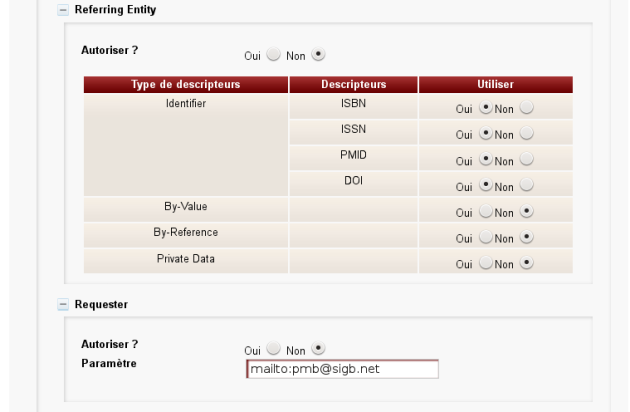 Referring Entity
Autoriser ? Oui Non
Type de descripteurs Descripteurs Utiliser
Identifier ISBN Oui Non
ISSN Oui Non
PMID Oui Non
DOI Oui Non
By-Value Oui Non
By-Reference Oui Non
Private Data Oui Non
Requester
Autoriser ? Oui Non
Paramètre mailto:pmb@sigb.net